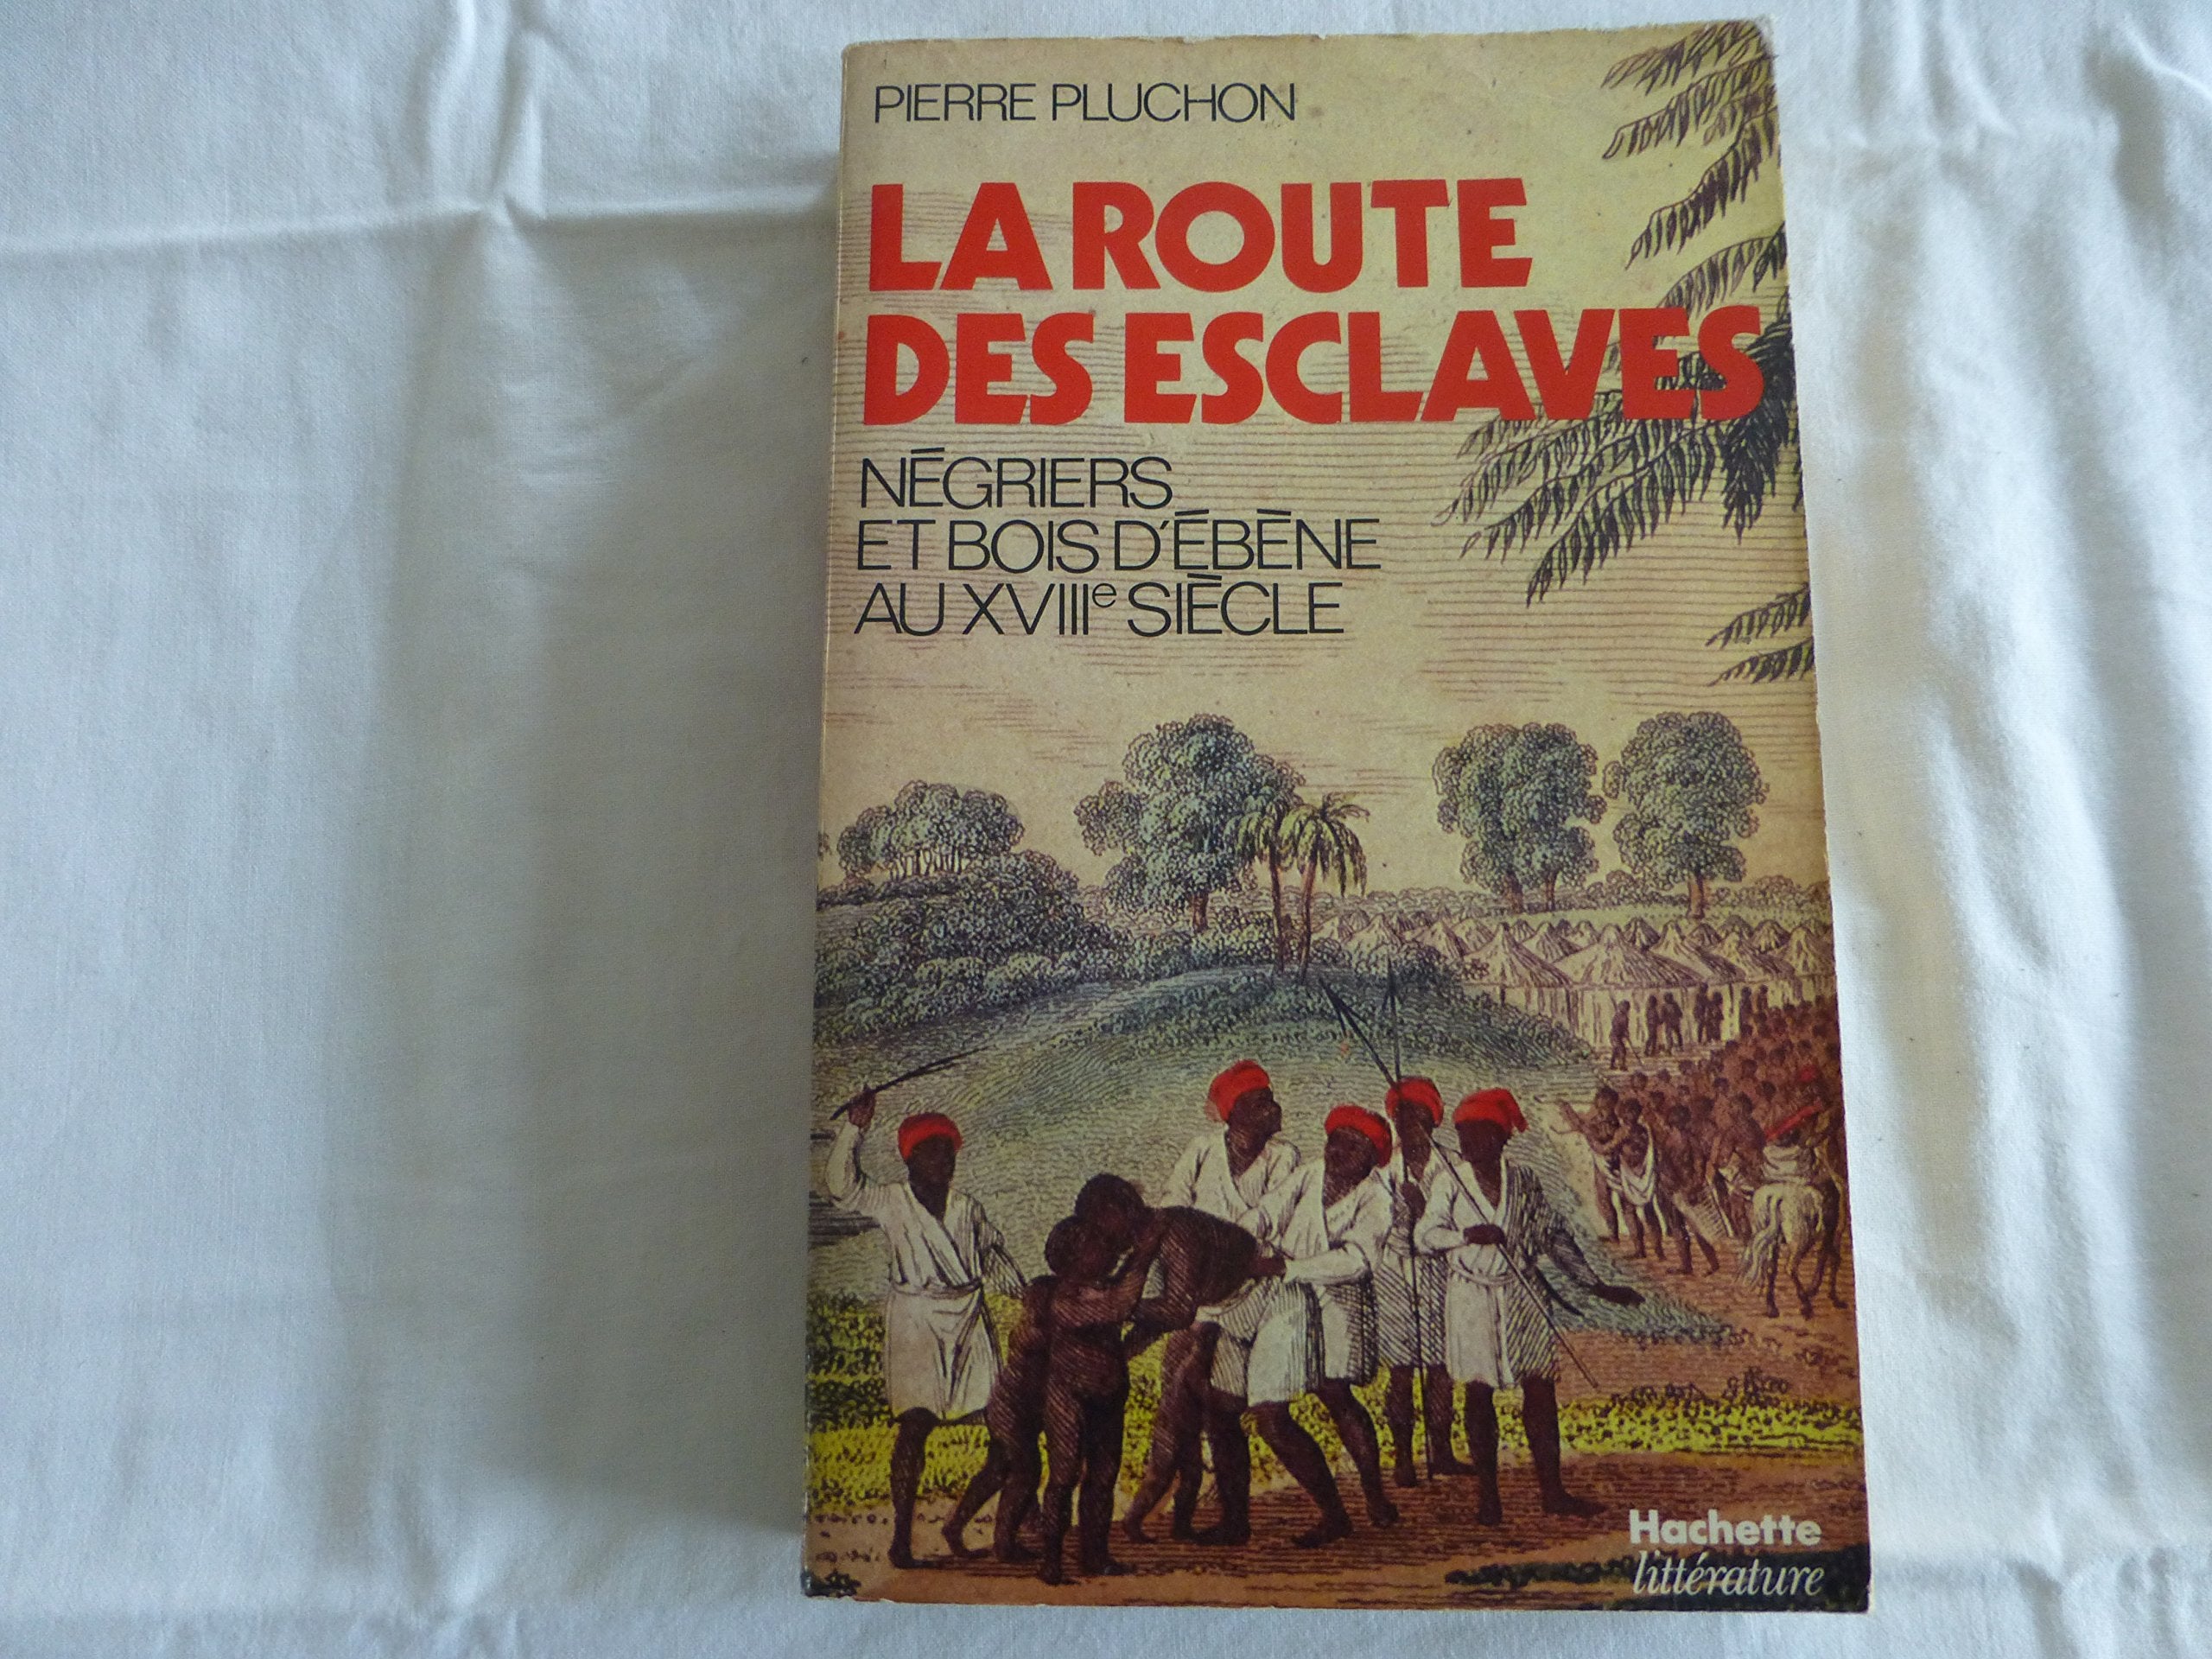 PIERRE PLUCHON
LA ROUTE
DES ESCLAVES
NÉGRIERS
ET BOIS D'ÉBÈNE
AU XVIIIe SIÈCLE
Hachette
littérature